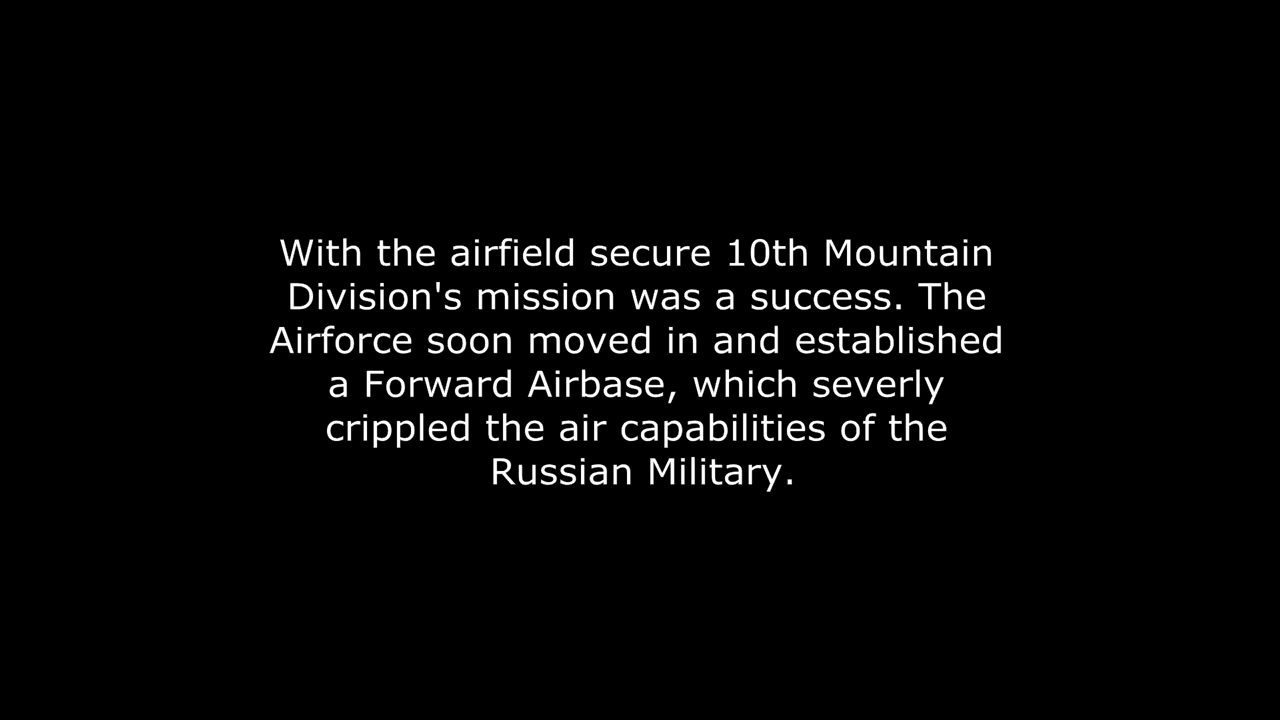 With the airfield secure 10th Mountain
Division's mission was a success. The
Airforce soon moved in and established
a Forward Airbase, which severly
crippled the air capabilities of the
Russian Military.